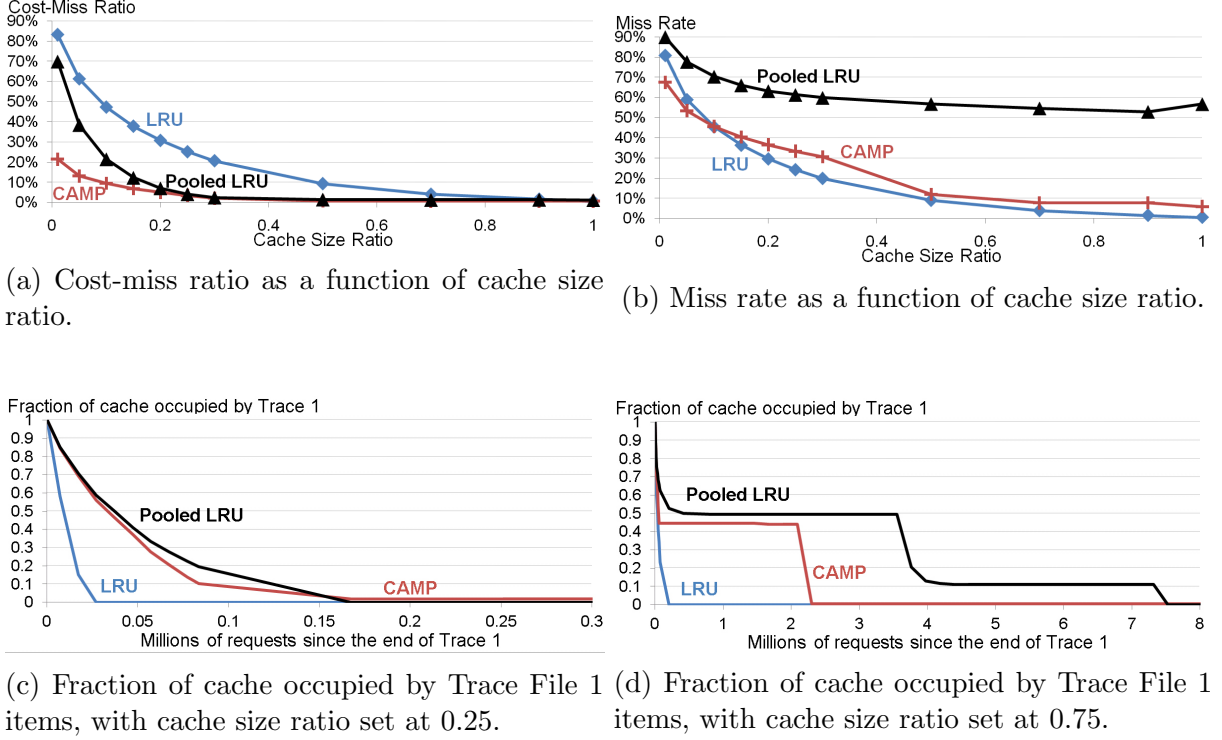 Cost-Miss Ratio
90%
80%
70%
60%
50%
40%
30%
20%
10%
0%
LRU
Pooled LRU
CAMP
0 0.2 0.4 0.6 0.8 1
Cache Size Ratio
(a) Cost-miss ratio as a function of cache size
ratio.
Miss Rate
90%
80%
70%
60%
50%
40%
30%
20%
10%
0%
Pooled LRU
CAMP
LRU
0 0.2 0.4 0.6 0.8 1
Cache Size Ratio
(b) Miss rate as a function of cache size ratio.
Fraction of cache occupied by Trace 1
1
0.9
0.8
0.7
0.6
0.5
0.4
0.3
0.2
0.1
0
Pooled LRU
LRU
CAMP
0 0.05 0.1 0.15 0.2 0.25 0.3
Millions of requests since the end of Trace 1
(c) Fraction of cache occupied by Trace File 1
items, with cache size ratio set at 0.25.
Fraction of cache occupied by Trace 1
1
0.9
0.8
0.7
0.6
0.5
0.4
0.3
0.2
0.1
0
Pooled LRU
CAMP
LRU
0 1 2 3 4 5 6 7 8
Millions of requests since the end of Trace 1
(d) Fraction of cache occupied by Trace File 1
items, with cache size ratio set at 0.75.